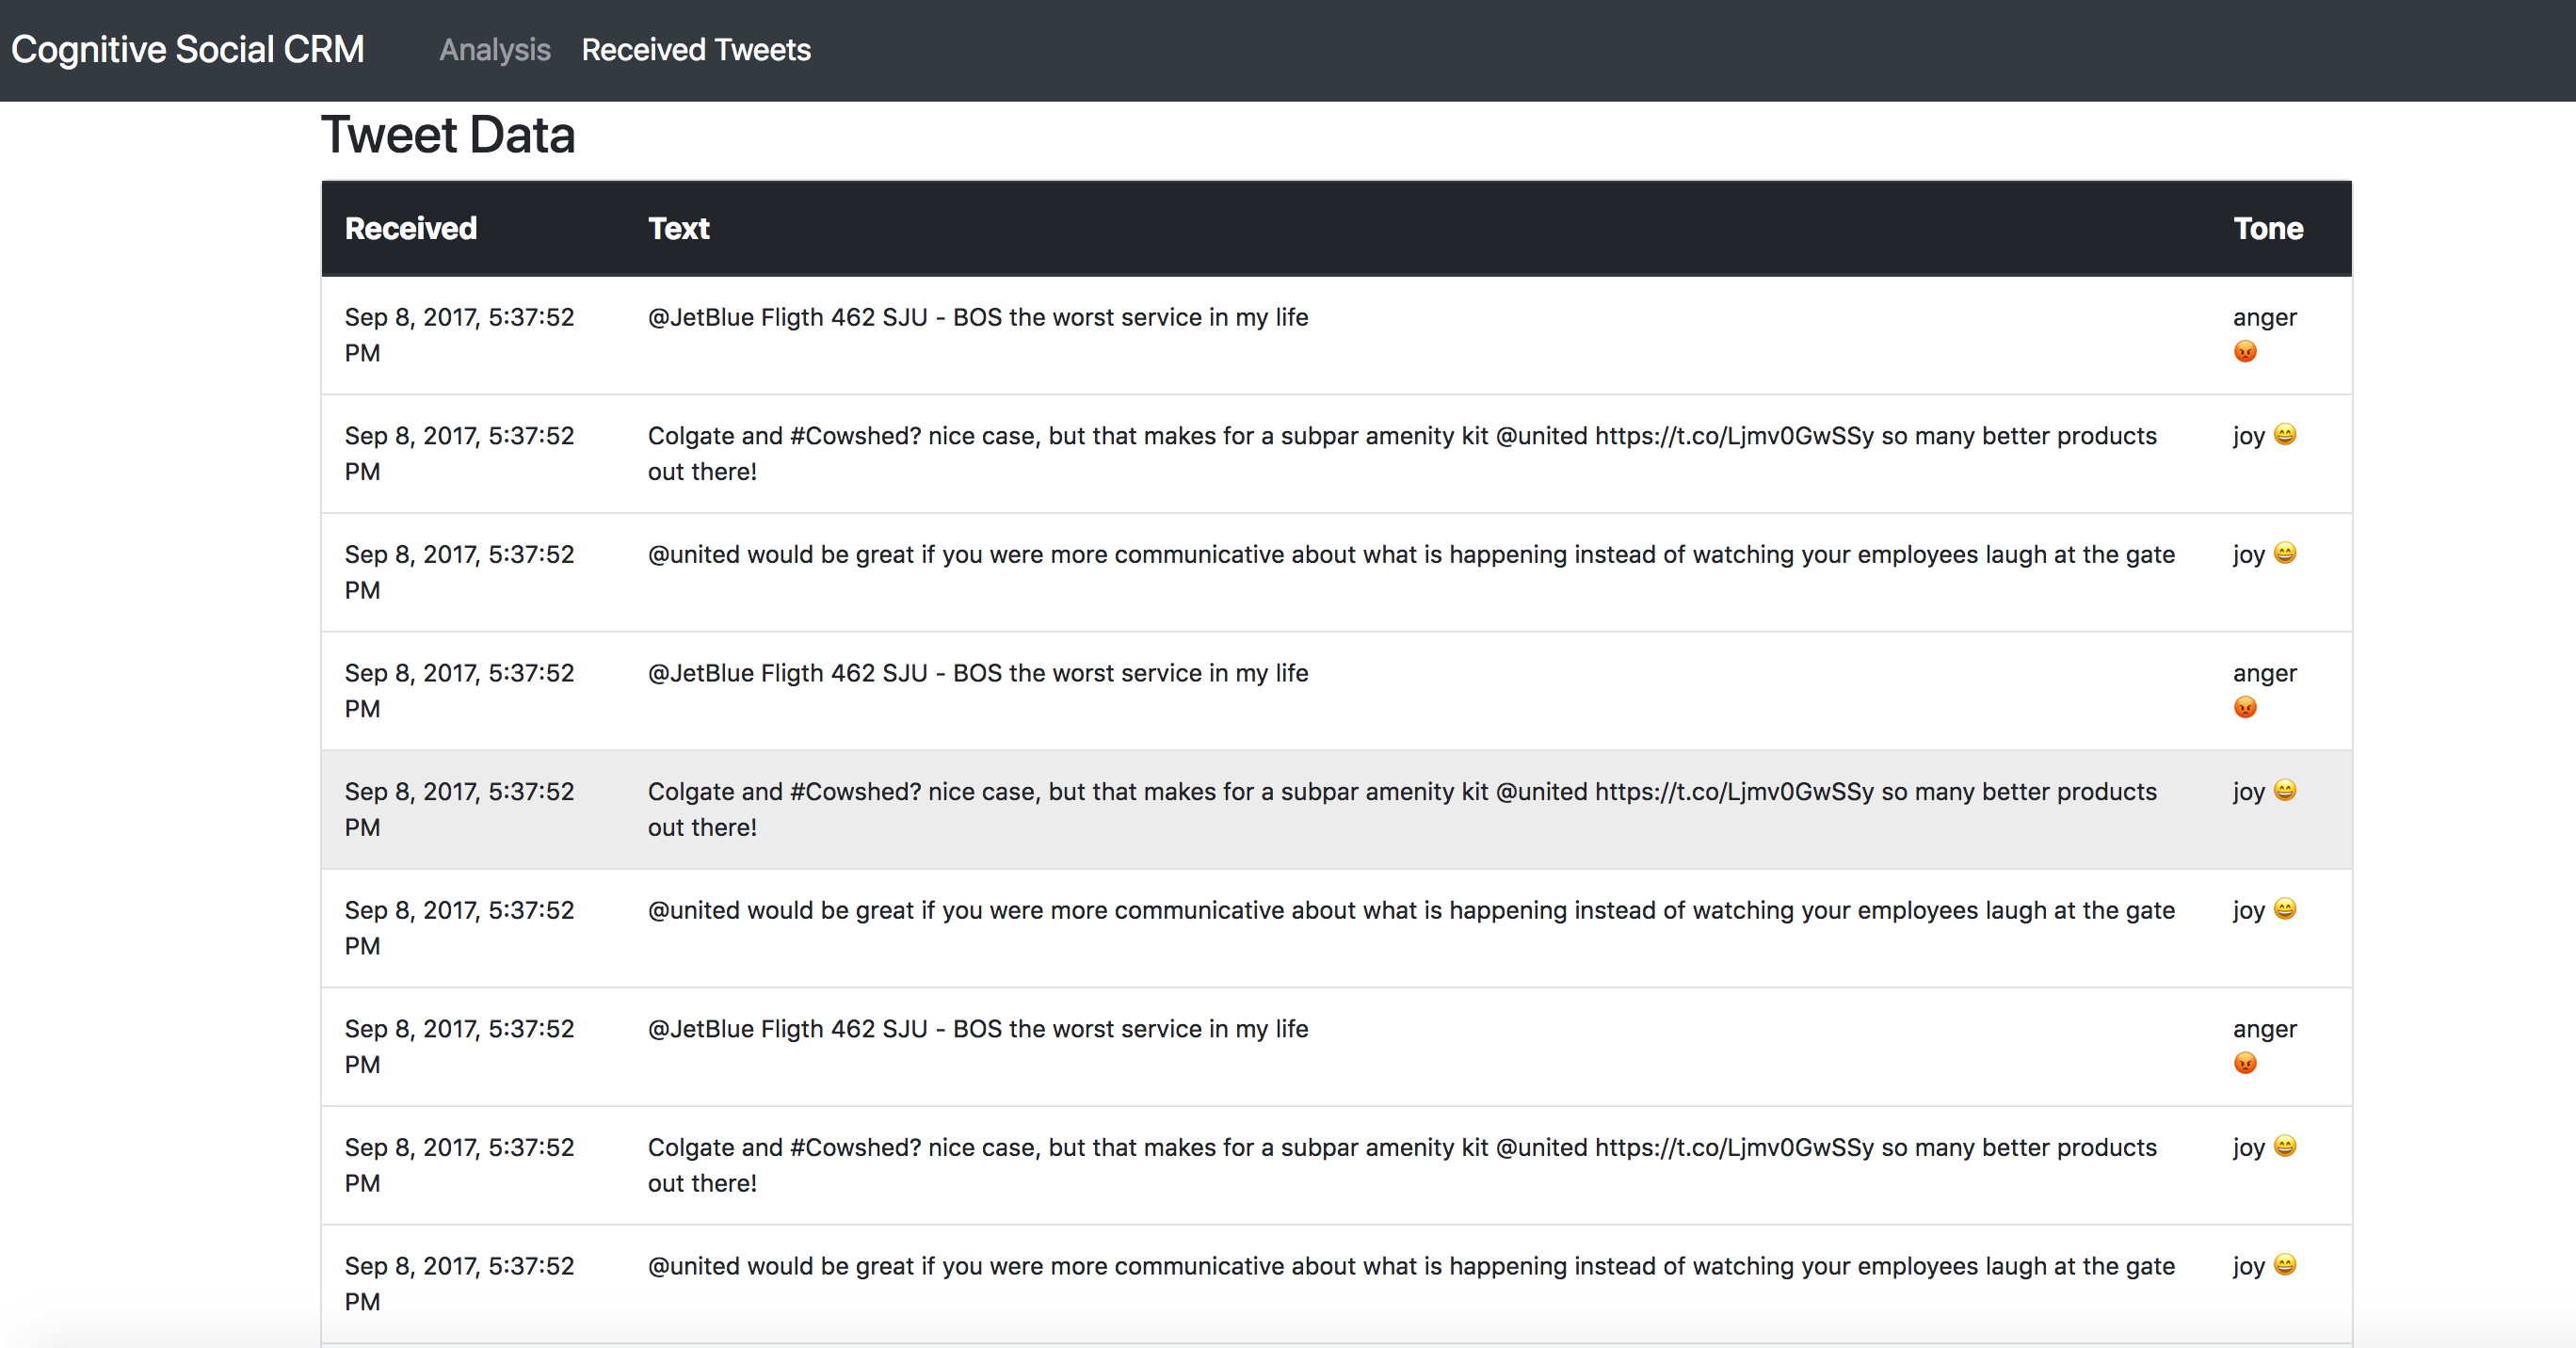 Cognitive Social CRM Analysis Received Tweets
Tweet Data
Received Text Tone
Sep 8, 2017, 5:37:52 @JetBlue Fligth 462 SJU - BOS the worst service in my life anger
PM 😡
Sep 8, 2017, 5:37:52 Colgate and #Cowshed? nice case, but that makes for a subpar amenity kit @united https://t.co/Ljmv0GwSSy so many better products joy 😄
PM out there!
Sep 8, 2017, 5:37:52 @united would be great if you were more communicative about what is happening instead of watching your employees laugh at the gate joy 😄
PM
Sep 8, 2017, 5:37:52 @JetBlue Fligth 462 SJU - BOS the worst service in my life anger
PM 😡
Sep 8, 2017, 5:37:52 Colgate and #Cowshed? nice case, but that makes for a subpar amenity kit @united https://t.co/Ljmv0GwSSy so many better products joy 😄
PM out there!
Sep 8, 2017, 5:37:52 @united would be great if you were more communicative about what is happening instead of watching your employees laugh at the gate joy 😄
PM
Sep 8, 2017, 5:37:52 @JetBlue Fligth 462 SJU - BOS the worst service in my life anger
PM 😡
Sep 8, 2017, 5:37:52 Colgate and #Cowshed? nice case, but that makes for a subpar amenity kit @united https://t.co/Ljmv0GwSSy so many better products joy 😄
PM out there!
Sep 8, 2017, 5:37:52 @united would be great if you were more communicative about what is happening instead of watching your employees laugh at the gate joy 😄
PM